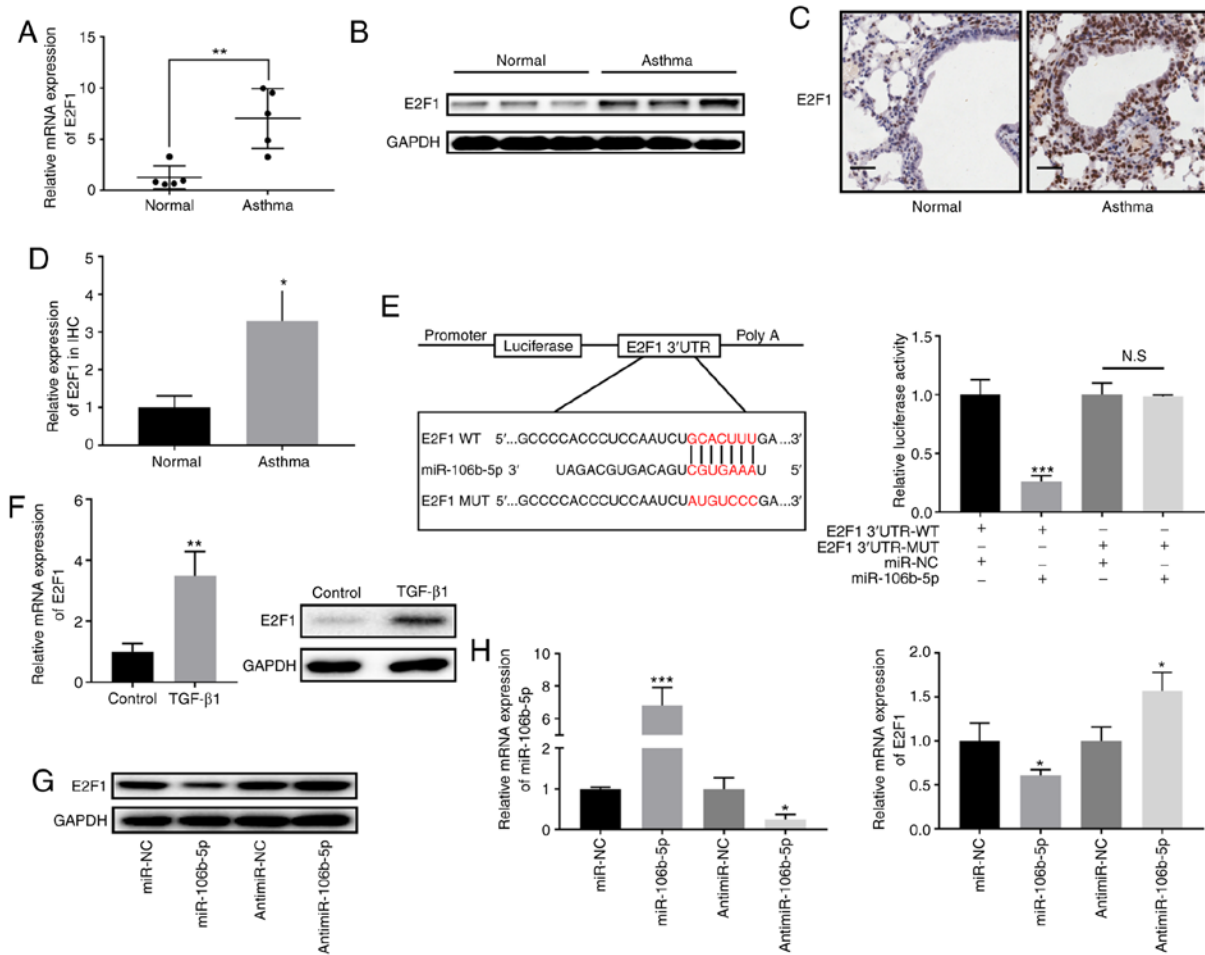 A
Relative mRNA expression
of E2F1
15
10
5
0
**
Normal
Asthma
B
Normal
Asthma
E2F1
GAPDH
C
E2F1
Normal
Asthma
D
Relative expression
of E2F1 in IHC
5
4
3
2
1
0
*
Normal
Asthma
E
Promoter
Luciferase
E2F1 3′UTR
Poly A
E2F1 WT 5′...GCCCCACCCUCCAAUCUGCACUUUGA...3′
miR-106b-5p 3′ UAGACGUGACAGUCGUGAAAU 5′
E2F1 MUT 5′...GCCCCACCCUCCAAUCUAUGUCCCGA...3′
Relative luciferase activity
1.5
1.0
0.5
0.0
***
N.S
E2F1 3′UTR-WT + + − −
E2F1 3′UTR-MUT − − + +
miR-NC + − + −
miR-106b-5p − + − +
F
Relative mRNA expression
of E2F1
6
4
2
0
**
Control
TGF-β1
Control
TGF-β1
E2F1
GAPDH
G
E2F1
GAPDH
miR-NC
miR-106b-5p
AntimiR-NC
AntimiR-106b-5p
H
Relative mRNA expression
of miR-106b-5p
8
6
4
2
2
1
0
***
*
miR-NC
miR-106b-5p
AntimiR-NC
AntimiR-106b-5p
Relative mRNA expression
of E2F1
2.0
1.5
1.0
0.5
0.0
*
*
miR-NC
miR-106b-5p
AntimiR-NC
AntimiR-106b-5p